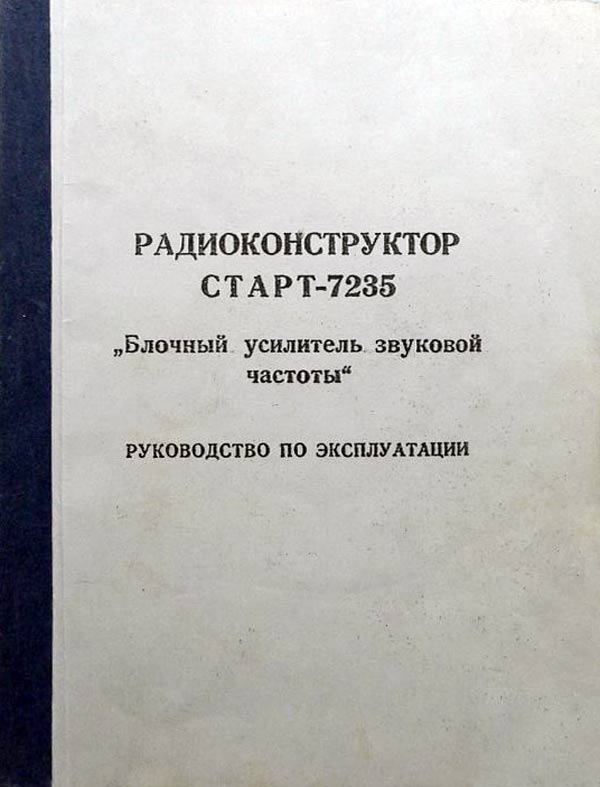 РАДИОКОНСТРУКТОР
СТАРТ-7235
„Блочный усилитель звуковой
частоты“
РУКОВОДСТВО ПО ЭКСПЛУАТАЦИИ